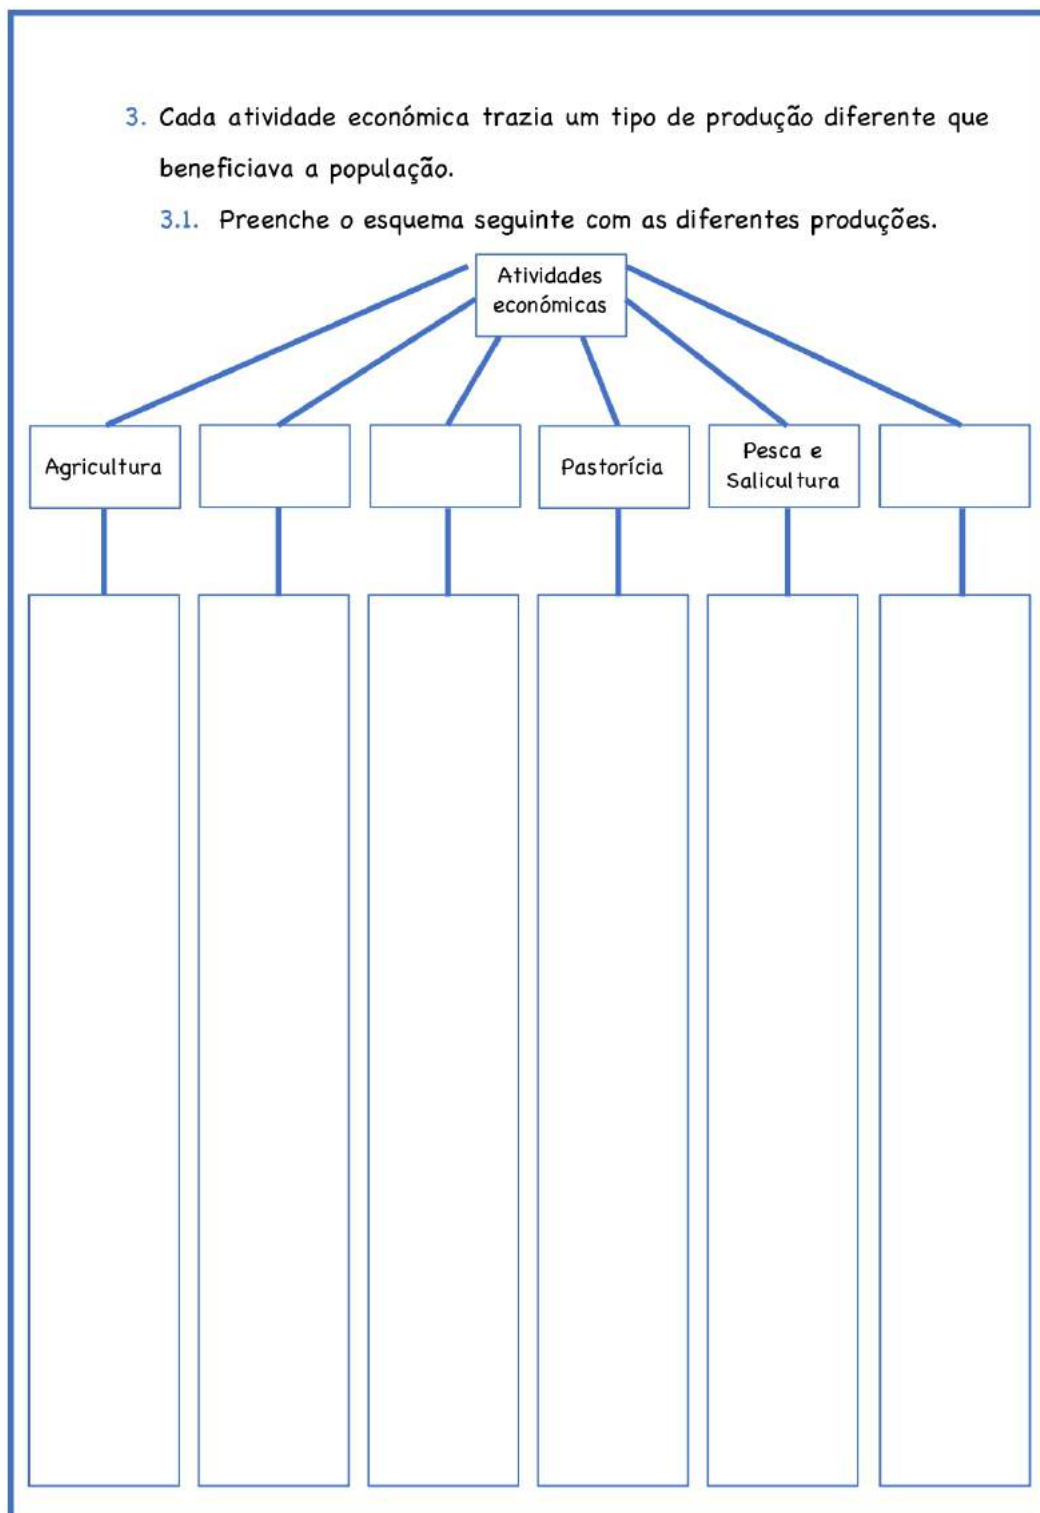 3. Cada atividade económica trazia um tipo de produção diferente que
beneficiava a população.
3.1. Preenche o esquema seguinte com as diferentes produções.
Atividades
económicas
Agricultura
Pastorícia
Pesca e
Salicultura